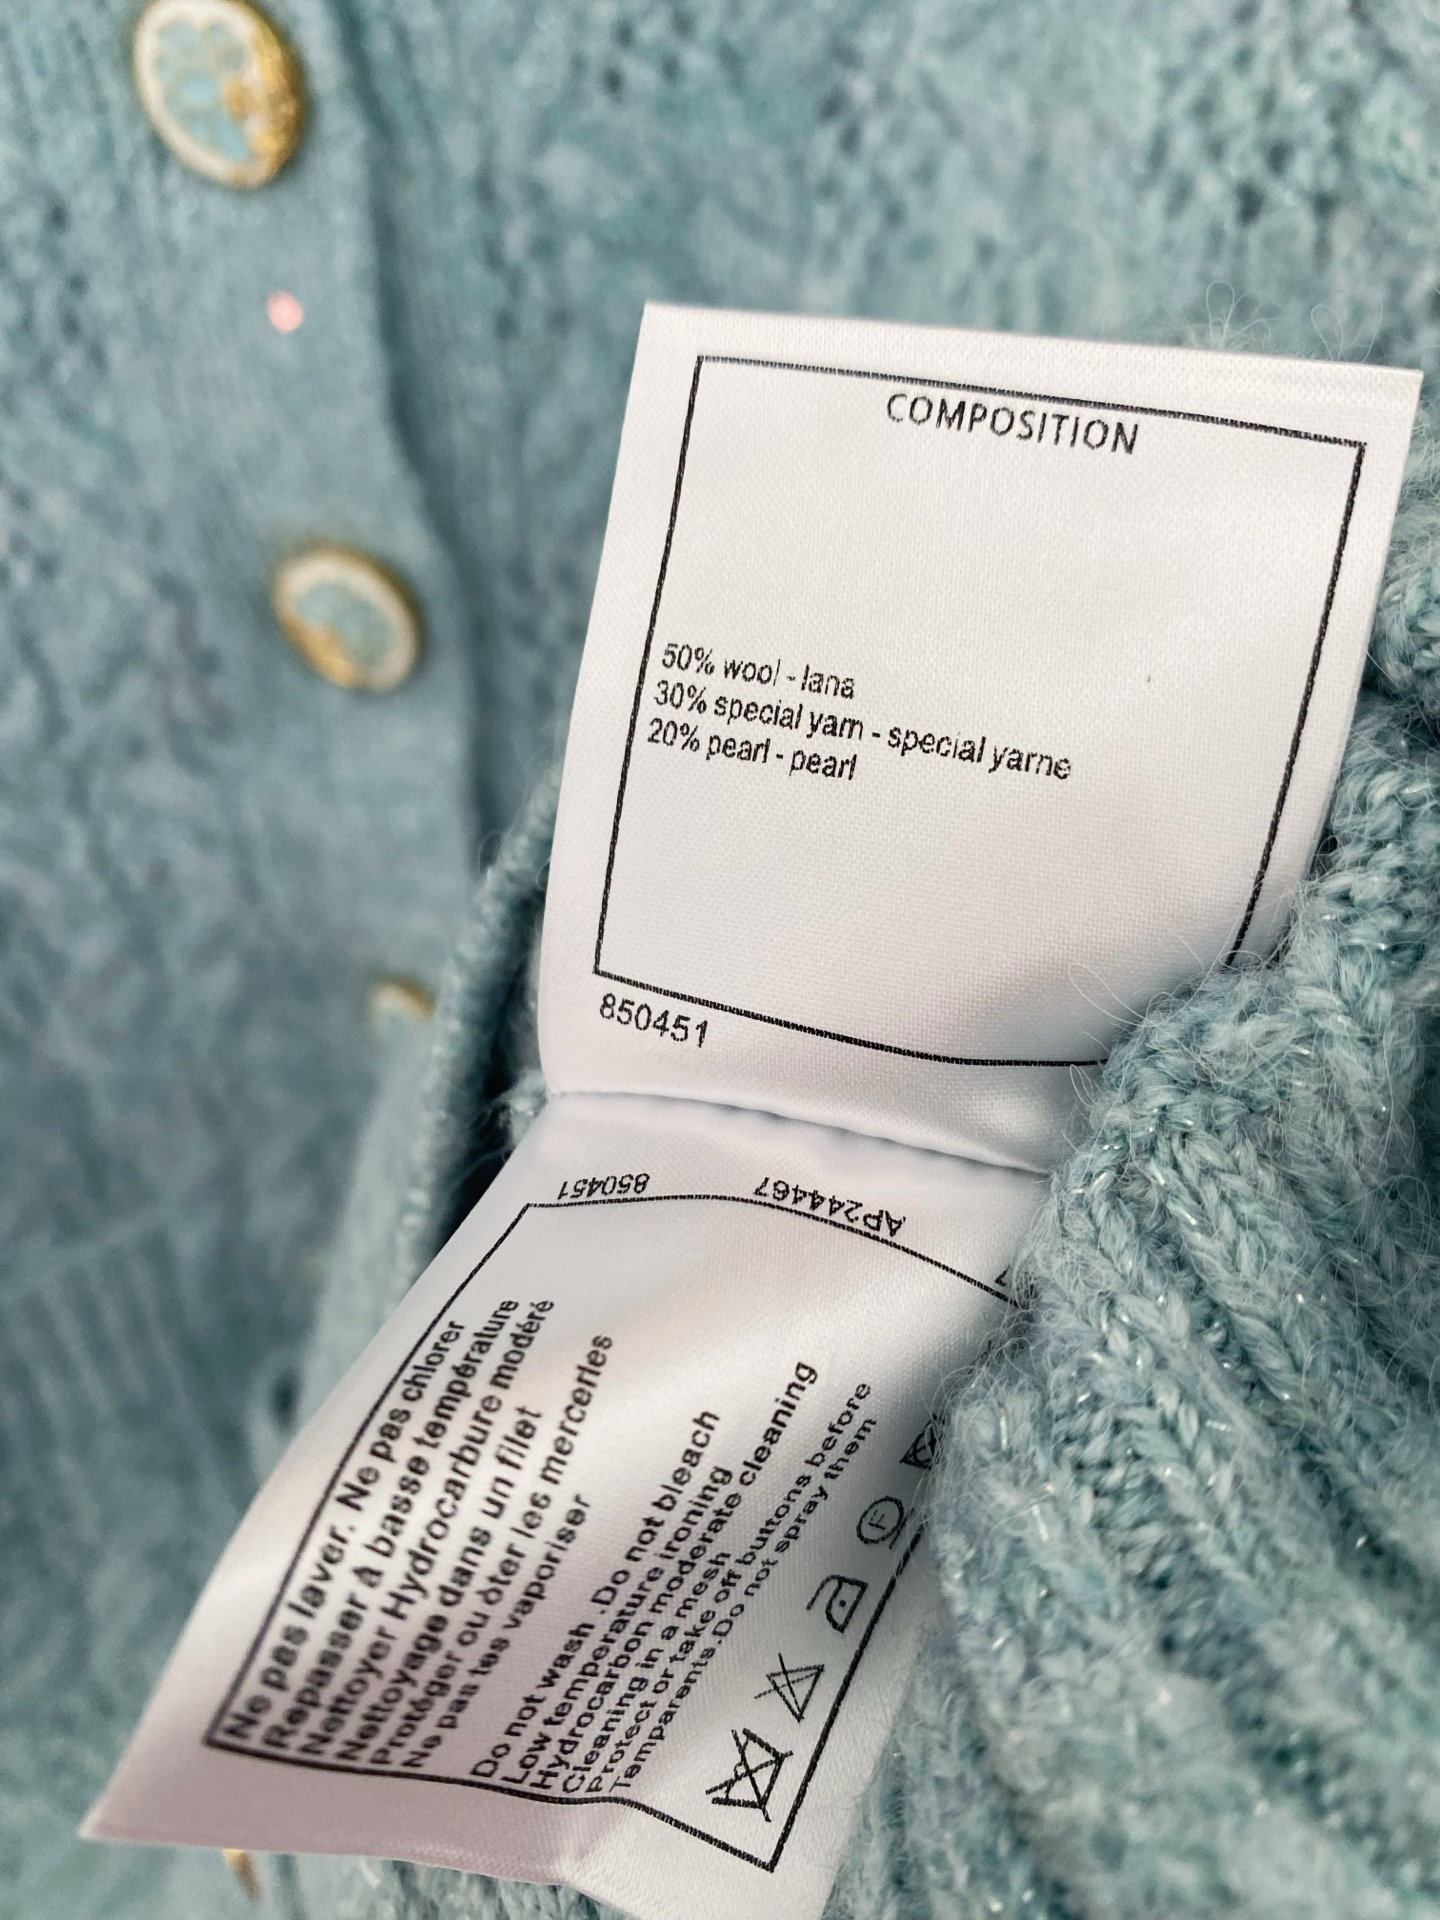 COMPOSITION
50% wool - lana
30% special yarn - special yarne
20% pearl - pearl
850451
AP244467
850451
Ne pas laver. Ne pas chlorer
Repasser à basse température
Nettoyer Hydrocarbure modéré
Nettoyage dans un filet
Protéger ou ôter les merceries
Ne pas tes vaporiser
Do not wash .Do not bleach
Low temperature ironing
Hydrocarbon moderate cleaning
Cleaning in a mesh
Protect or take off buttons before
Temparents.Do not spray them
F